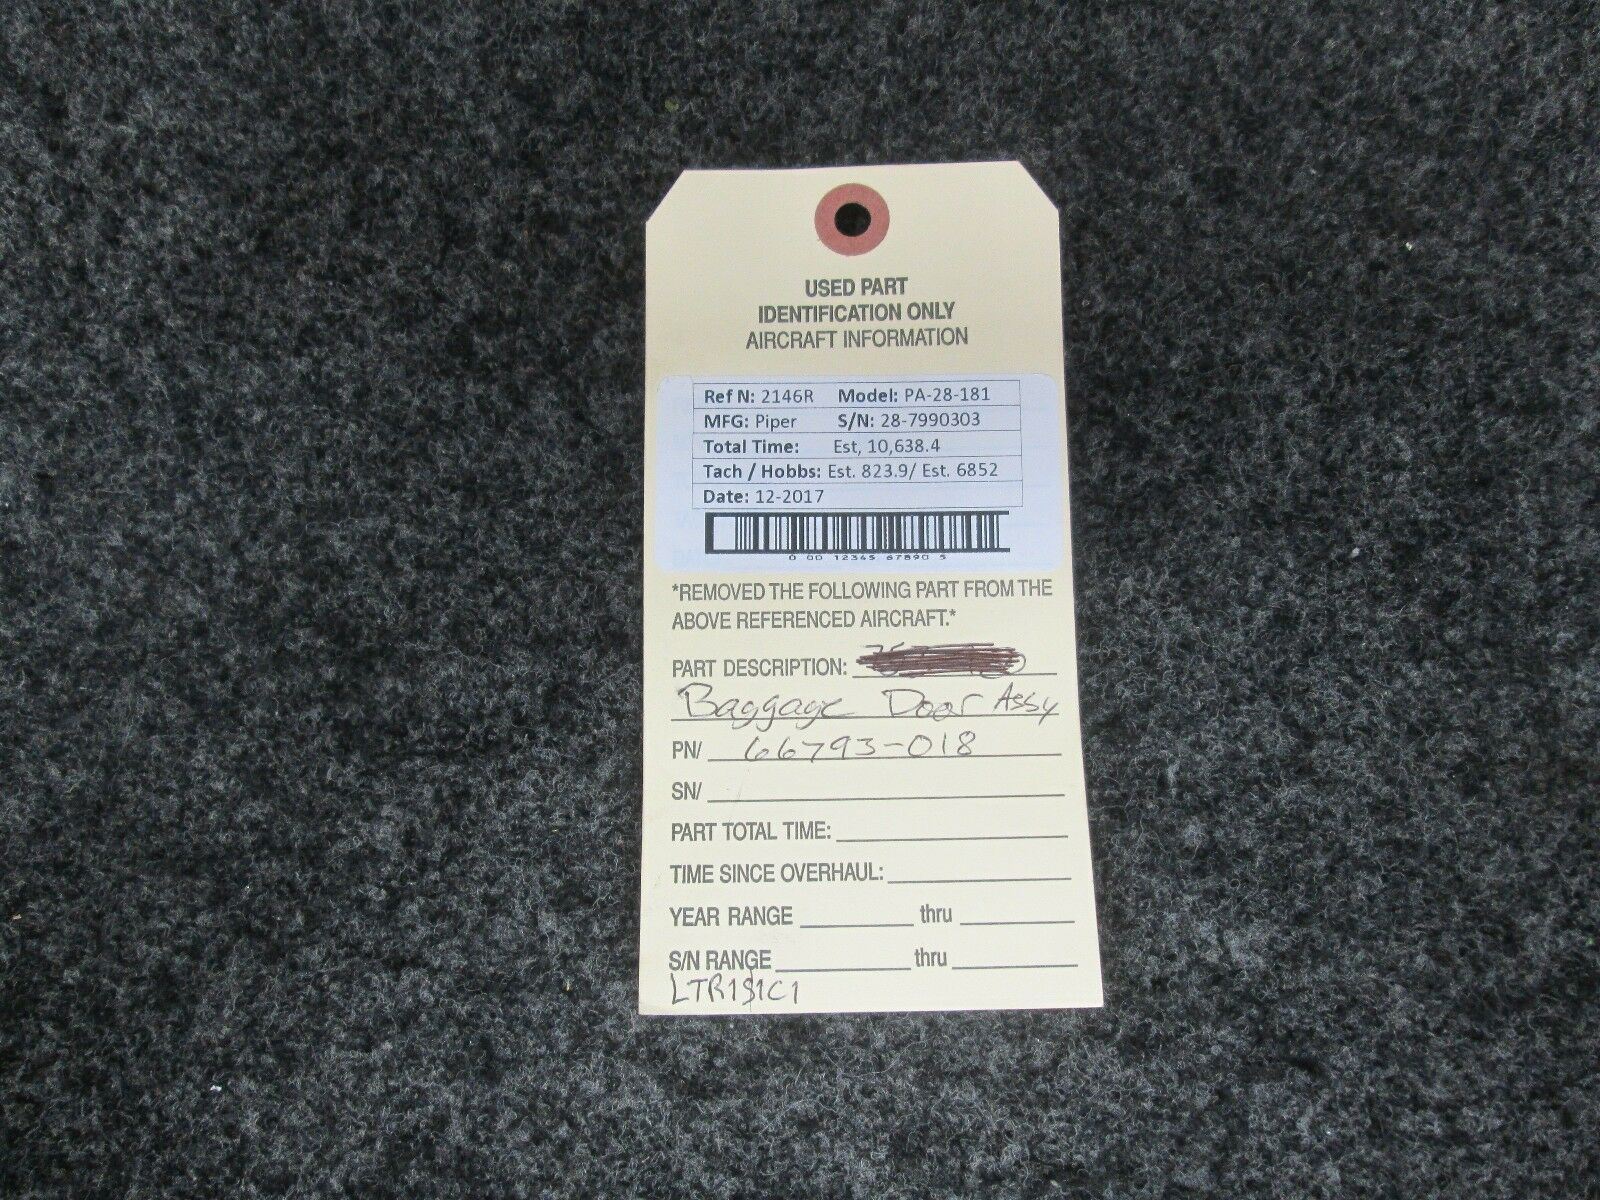 USED PART
IDENTIFICATION ONLY
AIRCRAFT INFORMATION
Ref N: 2146R Model: PA-28-181
MFG: Piper S/N: 28-7990303
Total Time: Est, 10,638.4
Tach / Hobbs: Est. 823.9/ Est. 6852
Date: 12-2017
0 00 12345 67890 5
*REMOVED THE FOLLOWING PART FROM THE
ABOVE REFERENCED AIRCRAFT.*
PART DESCRIPTION:
Baggage Door Assy
PN/ 66793-018
SN/
PART TOTAL TIME:
TIME SINCE OVERHAUL:
YEAR RANGE thru
S/N RANGE thru